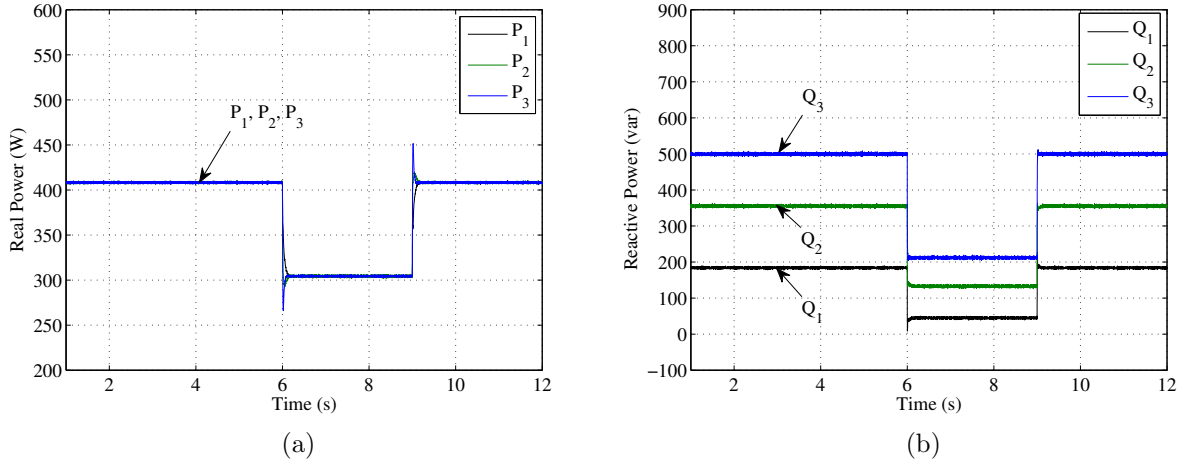 600
550
500
450
400
350
300
250
200
Real Power (W)
P1
P2
P3
P1, P2, P3
2 4 6 8 10 12
Time (s)
(a)
900
800
700
600
500
400
300
200
100
0
−100
Reactive Power (var)
Q1
Q2
Q3
Q3
Q2
Q1
2 4 6 8 10 12
Time (s)
(b)